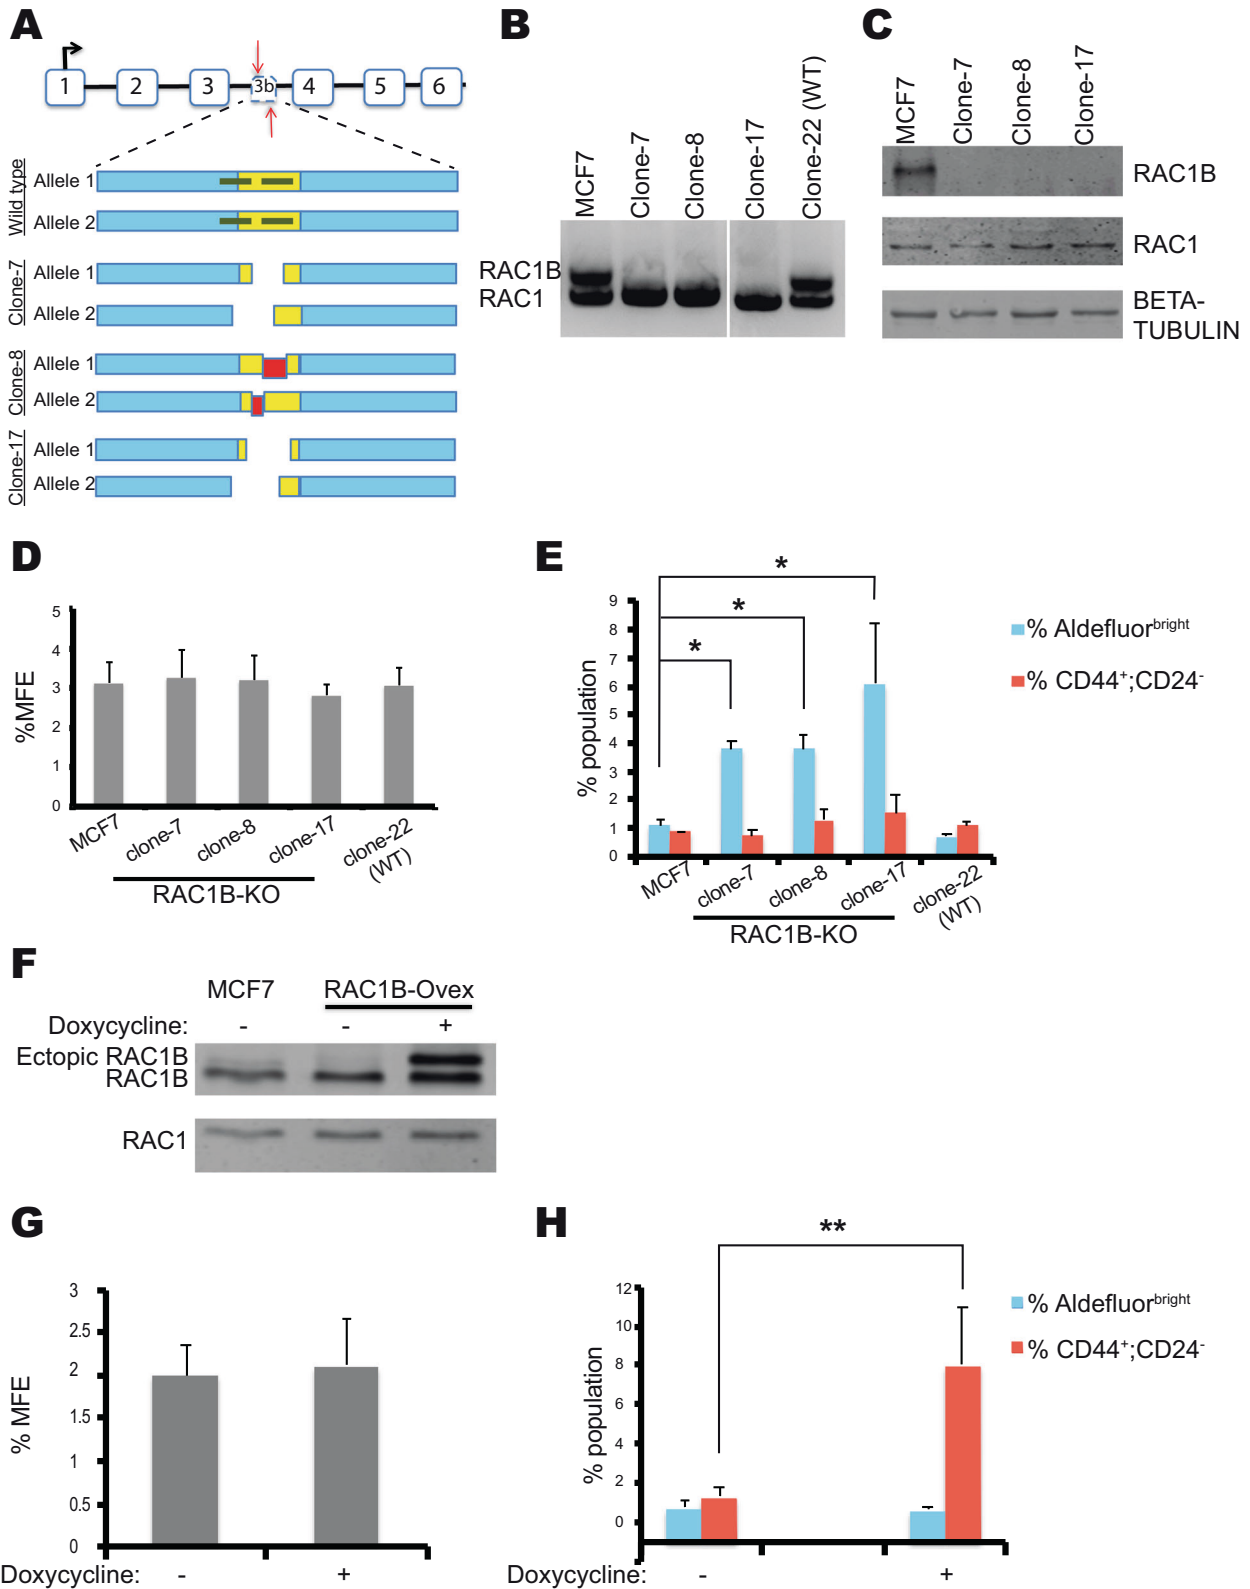 A
1 2 3 3b 4 5 6
Wild type
Allele 1
Allele 2
Clone-7
Allele 1
Allele 2
Clone-8
Allele 1
Allele 2
Clone-17
Allele 1
Allele 2
B
MCF7 Clone-7 Clone-8 Clone-17 Clone-22 (WT)
RAC1B
RAC1
C
MCF7 Clone-7 Clone-8 Clone-17
RAC1B
RAC1
BETA-
TUBULIN
D
%MFE
5
4
3
2
1
0
MCF7 clone-7 clone-8 clone-17 clone-22
(WT)
RAC1B-KO
E
% population
9
8
7
6
5
4
3
2
1
0
* * *
% Aldefluorbright
% CD44+;CD24-
MCF7 clone-7 clone-8 clone-17 clone-22
(WT)
RAC1B-KO
F
MCF7 RAC1B-Ovex
Doxycycline: - - +
Ectopic RAC1B
RAC1B
RAC1
G
% MFE
3
2.5
2
1.5
1
0.5
0
Doxycycline: - +
H
**
% population
12
10
8
6
4
2
0
% Aldefluorbright
% CD44+;CD24-
Doxycycline: - +